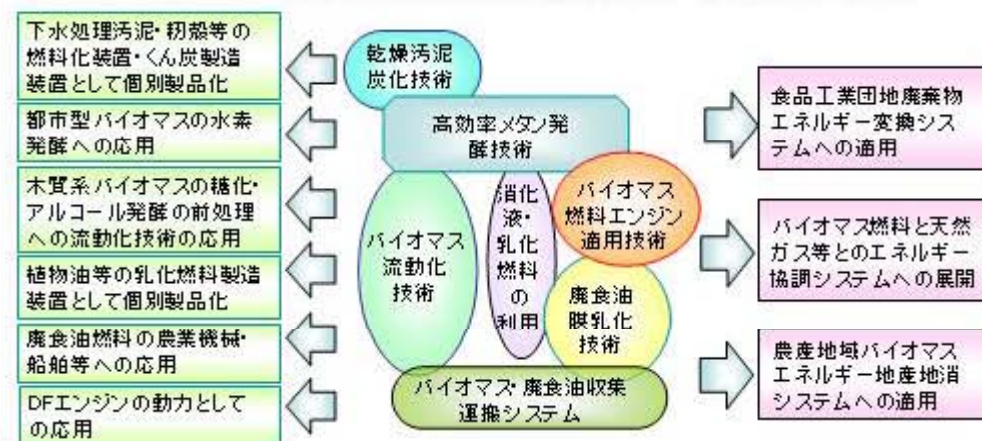 下水処理汚泥・籾殻等の
燃料化装置・くん炭製造
装置として個別製品化
都市型バイオマスの水素
発酵への応用
木質系バイオマスの糖化・
アルコール発酵の前処理
への流動化技術の応用
植物油等の乳化燃料製造
装置として個別製品化
廃食油燃料の農業機械・
船舶等への応用
DFエンジンの動力として
の応用
乾燥汚泥
炭化技術
高効率メタン発
酵技術
バイオマス
流動化
技術
消化
液・
乳化
燃料
の
利用
バイオマス
燃料エンジン
適用技術
廃食油
膜乳化
技術
バイオマス・廃食油収集
運搬システム
食品工業団地廃棄物
エネルギー変換シス
テムへの適用
バイオマス燃料と天然
ガス等とのエネルギー
協調システムへの展開
農産地域バイオマス
エネルギー地産地消
システムへの適用